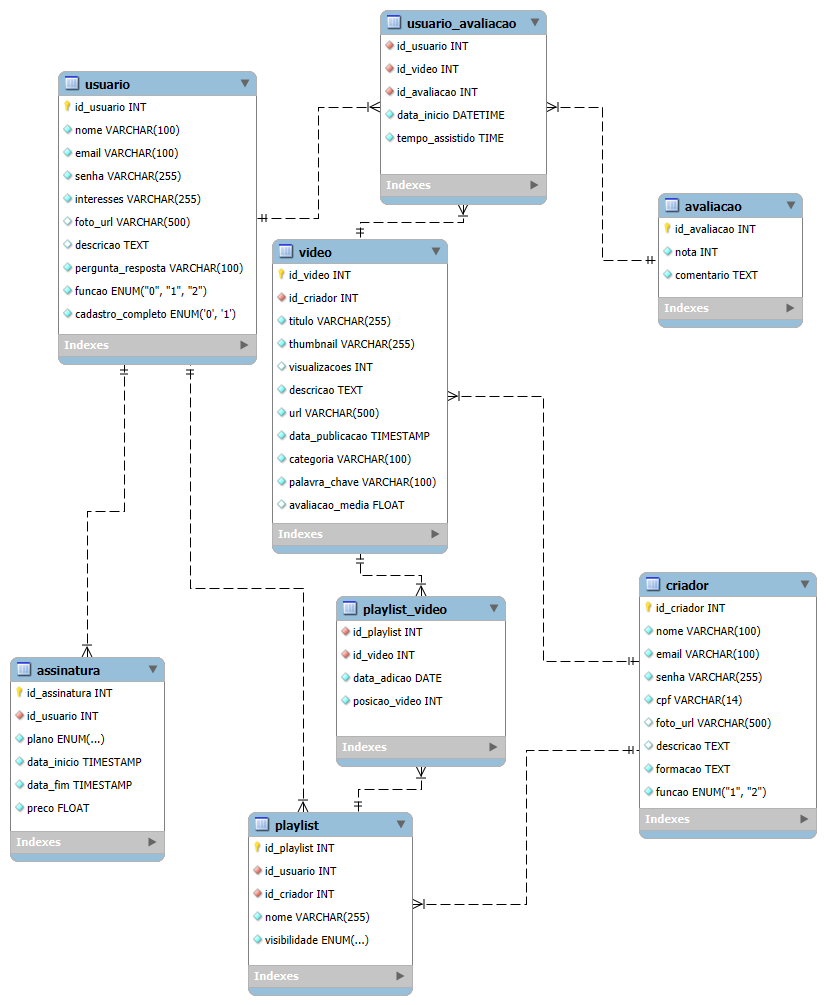 usuario_avaliacao
id_usuario INT
id_video INT
id_avaliacao INT
data_inicio DATETIME
tempo_assistido TIME
Indexes
usuario
id_usuario INT
nome VARCHAR(100)
email VARCHAR(100)
senha VARCHAR(255)
interesses VARCHAR(255)
foto_url VARCHAR(500)
descricao TEXT
pergunta_resposta VARCHAR(100)
funcao ENUM("0", "1", "2")
cadastro_completo ENUM('0', '1')
Indexes
avaliacao
id_avaliacao INT
nota INT
comentario TEXT
Indexes
video
id_video INT
id_criador INT
titulo VARCHAR(255)
thumbnail VARCHAR(255)
visualizacoes INT
descricao TEXT
url VARCHAR(500)
data_publicacao TIMESTAMP
categoria VARCHAR(100)
palavra_chave VARCHAR(100)
avaliacao_media FLOAT
Indexes
criador
id_criador INT
nome VARCHAR(100)
email VARCHAR(100)
senha VARCHAR(255)
cpf VARCHAR(14)
foto_url VARCHAR(500)
descricao TEXT
formacao TEXT
funcao ENUM("1", "2")
Indexes
playlist_video
id_playlist INT
id_video INT
data_adicao DATE
posicao_video INT
Indexes
assinatura
id_assinatura INT
id_usuario INT
plano ENUM(...)
data_inicio TIMESTAMP
data_fim TIMESTAMP
preco FLOAT
Indexes
playlist
id_playlist INT
id_usuario INT
id_criador INT
nome VARCHAR(255)
visibilidade ENUM(...)
Indexes